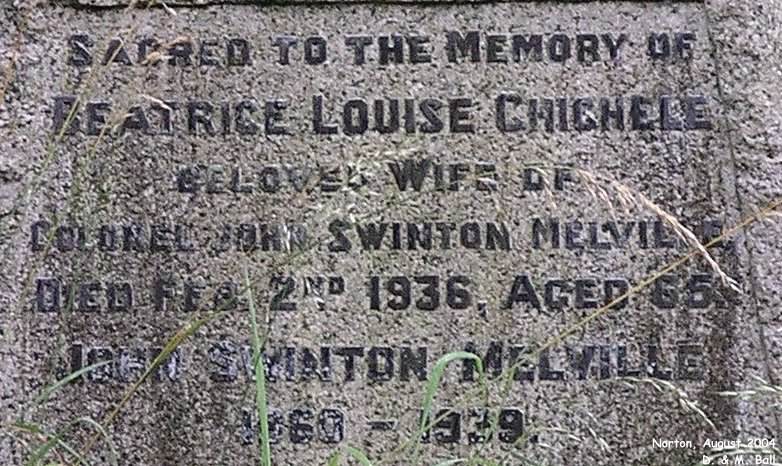 Sacred to the Memory of
Beatrice Louise Chichele
Beloved Wife of
Colonel John Swinton Melville
Died Feb 2nd 1936, Aged 65.
John Swinton Melville
1860 - 1939.
Norton, August 2004
D. & M. Ball